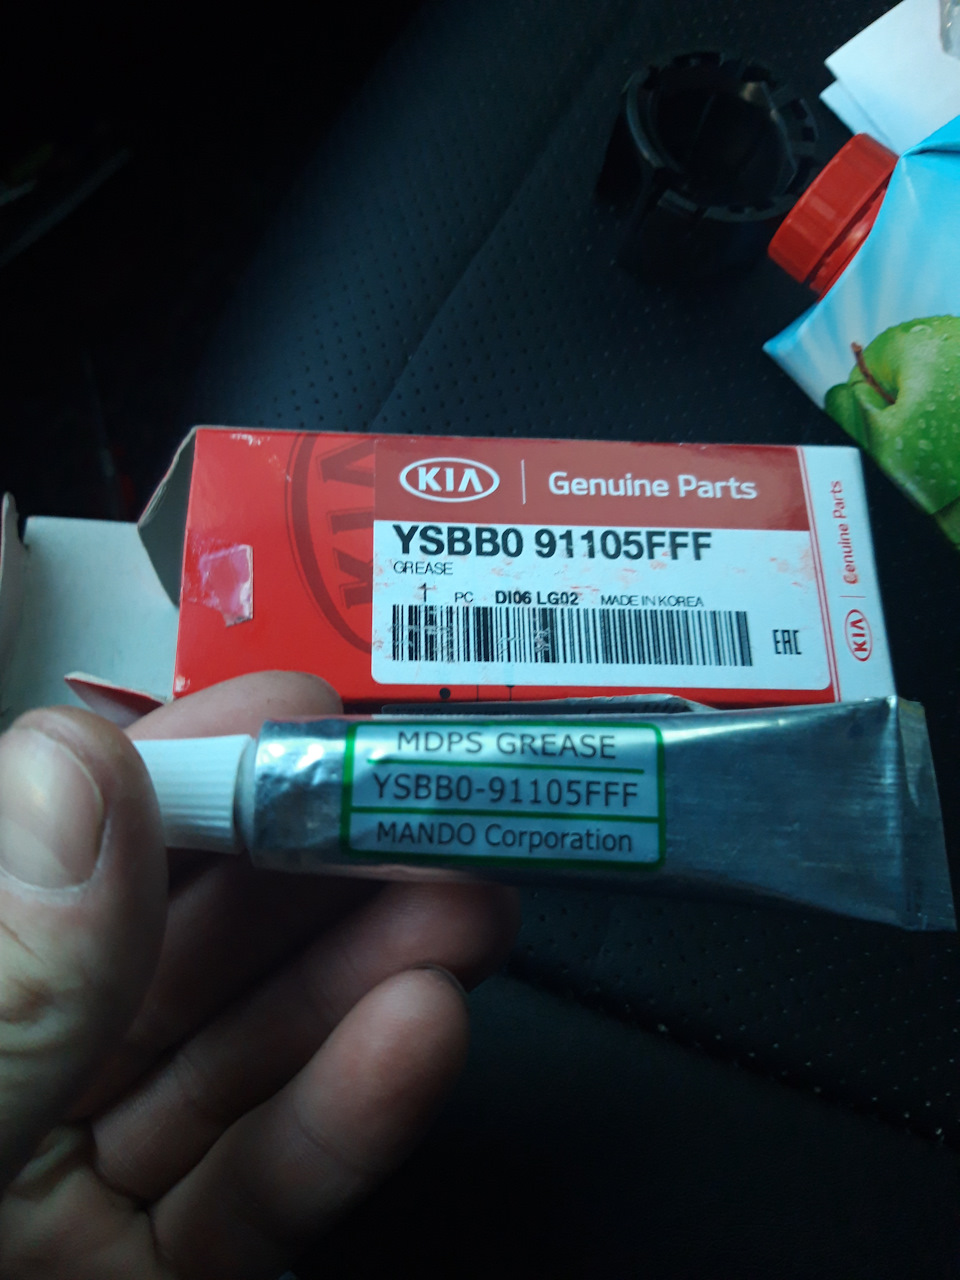 KIA
Genuine Parts
YSBB0 91105FFF
GREASE
1 PC DI06 LG02 MADE IN KOREA
EAC
KIA Genuine Parts
KIA
MDPS GREASE
YSBB0-91105FFF
MANDO Corporation